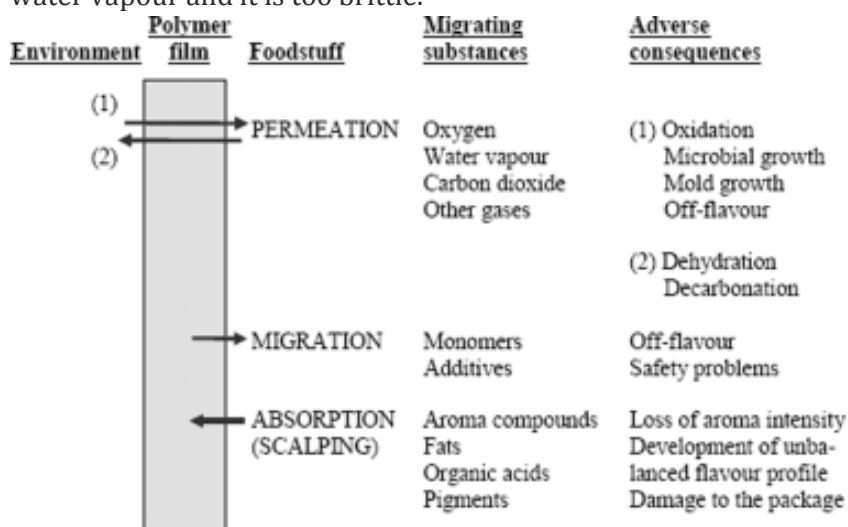 water vapour and it is too brittle.
Polymer Migrating Adverse
Environment film Foodstuff substances consequences
(1) PERMEATION Oxygen (1) Oxidation
(2) Water vapour Microbial growth
Carbon dioxide Mold growth
Other gases Off-flavour
(2) Dehydration
Decarbonation
MIGRATION Monomers Off-flavour
Additives Safety problems
ABSORPTION Aroma compounds Loss of aroma intensity
(SCALPING) Fats Development of unba-
Organic acids lanced flavour profile
Pigments Damage to the package